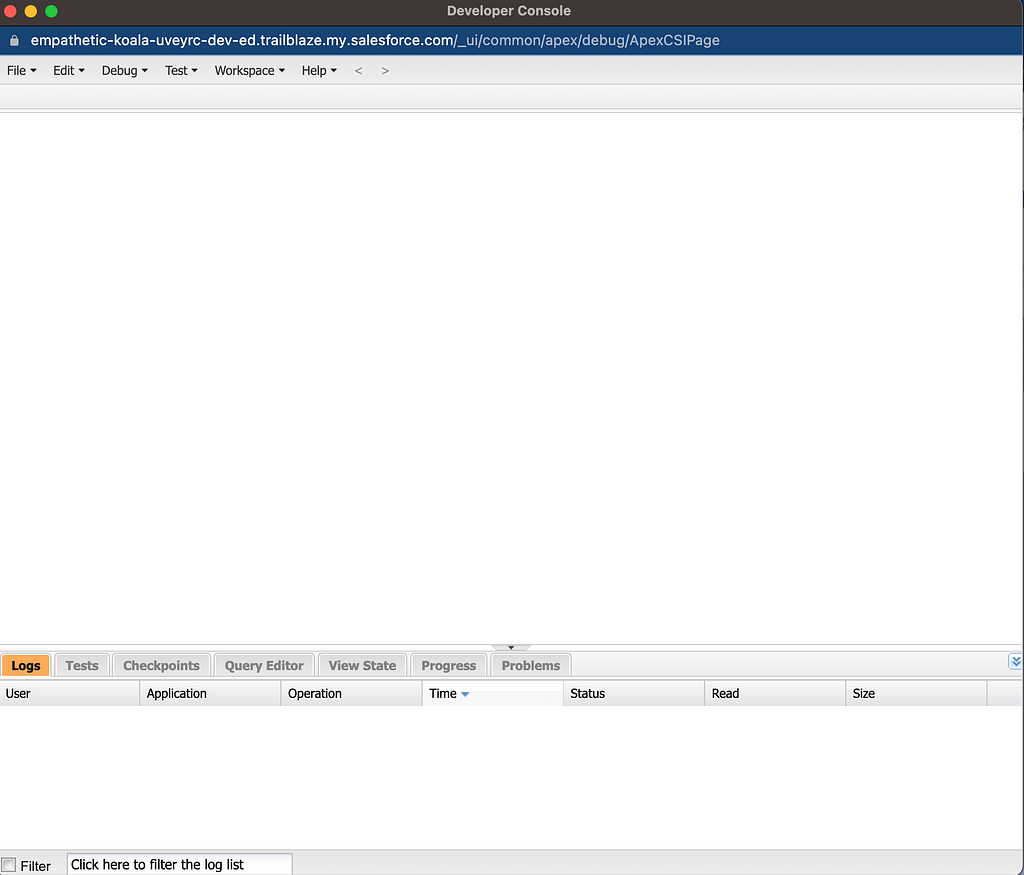 Developer Console
empathetic-koala-uveyrc-dev-ed.trailblaze.my.salesforce.com/_ui/common/apex/debug/ApexCSIPage
File Edit Debug Test Workspace Help < >
Logs Tests Checkpoints Query Editor View State Progress Problems
User Application Operation Time Status Read Size
Filter Click here to filter the log list